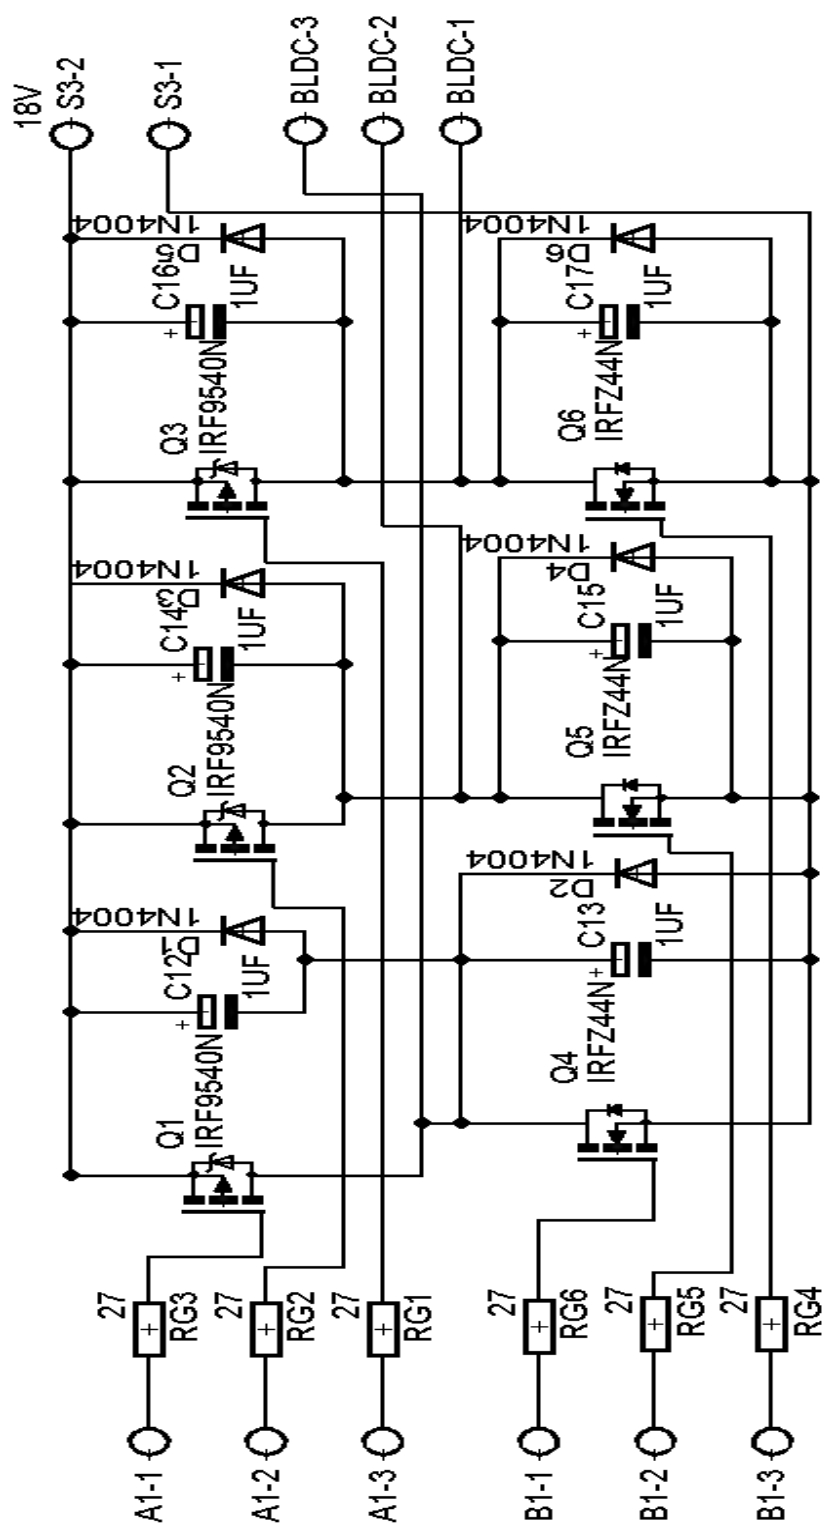 18V
S3-2
S3-1
BLDC-3
BLDC-2
BLDC-1
1N4004
D5
C16
1UF
IRF9540N
Q3
1N4004
D6
C17
1UF
IRFZ44N
Q6
1N4004
D3
C14
1UF
IRF9540N
Q2
1N4004
D4
C15
1UF
IRFZ44N
Q5
1N4004
D1
C12
1UF
IRF9540N
Q1
1N4004
D2
C13
1UF
IRFZ44N
Q4
27
RG3
27
RG2
27
RG1
27
RG6
27
RG5
27
RG4
A1-1
A1-2
A1-3
B1-1
B1-2
B1-3